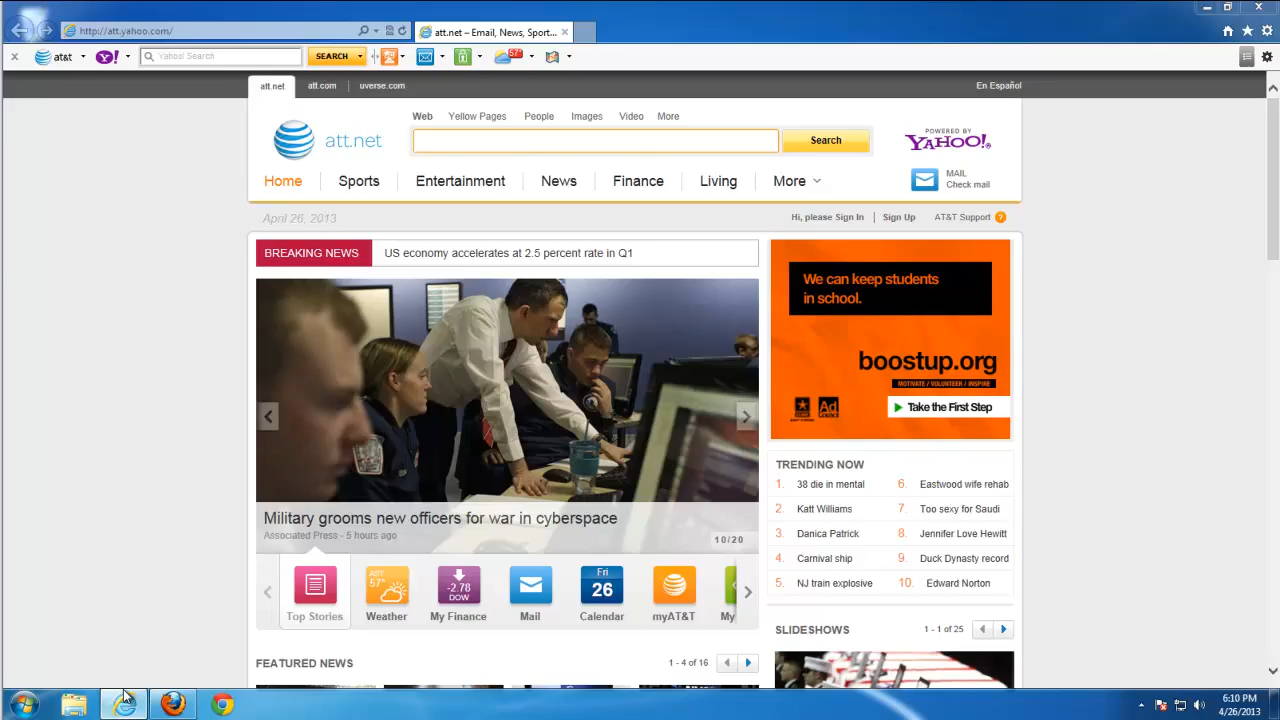 http://att.yahoo.com/
att.net – Email, News, Sport...
at&t
Y!
Yahoo! Search
SEARCH
57°
att.net
att.com
uverse.com
En Español
Web
Yellow Pages
People
Images
Video
More
att.net
Search
POWERED BY
YAHOO!
Home
Sports
Entertainment
News
Finance
Living
More
MAIL
Check mail
April 26, 2013
Hi, please Sign In
Sign Up
AT&T Support ?
BREAKING NEWS
US economy accelerates at 2.5 percent rate in Q1
We can keep students
in school.
boostup.org
MOTIVATE / VOLUNTEER / INSPIRE
Ad
Take the First Step
Military grooms new officers for war in cyberspace
Associated Press - 5 hours ago
10/20
Top Stories
57°
Weather
-2.78
DOW
My Finance
Mail
Fri
26
Calendar
myAT&T
My
TRENDING NOW
1. 38 die in mental
2. Katt Williams
3. Danica Patrick
4. Carnival ship
5. NJ train explosive
6. Eastwood wife rehab
7. Too sexy for Saudi
8. Jennifer Love Hewitt
9. Duck Dynasty record
10. Edward Norton
SLIDESHOWS
1 - 1 of 25
FEATURED NEWS
1 - 4 of 16
6:10 PM
4/26/2013